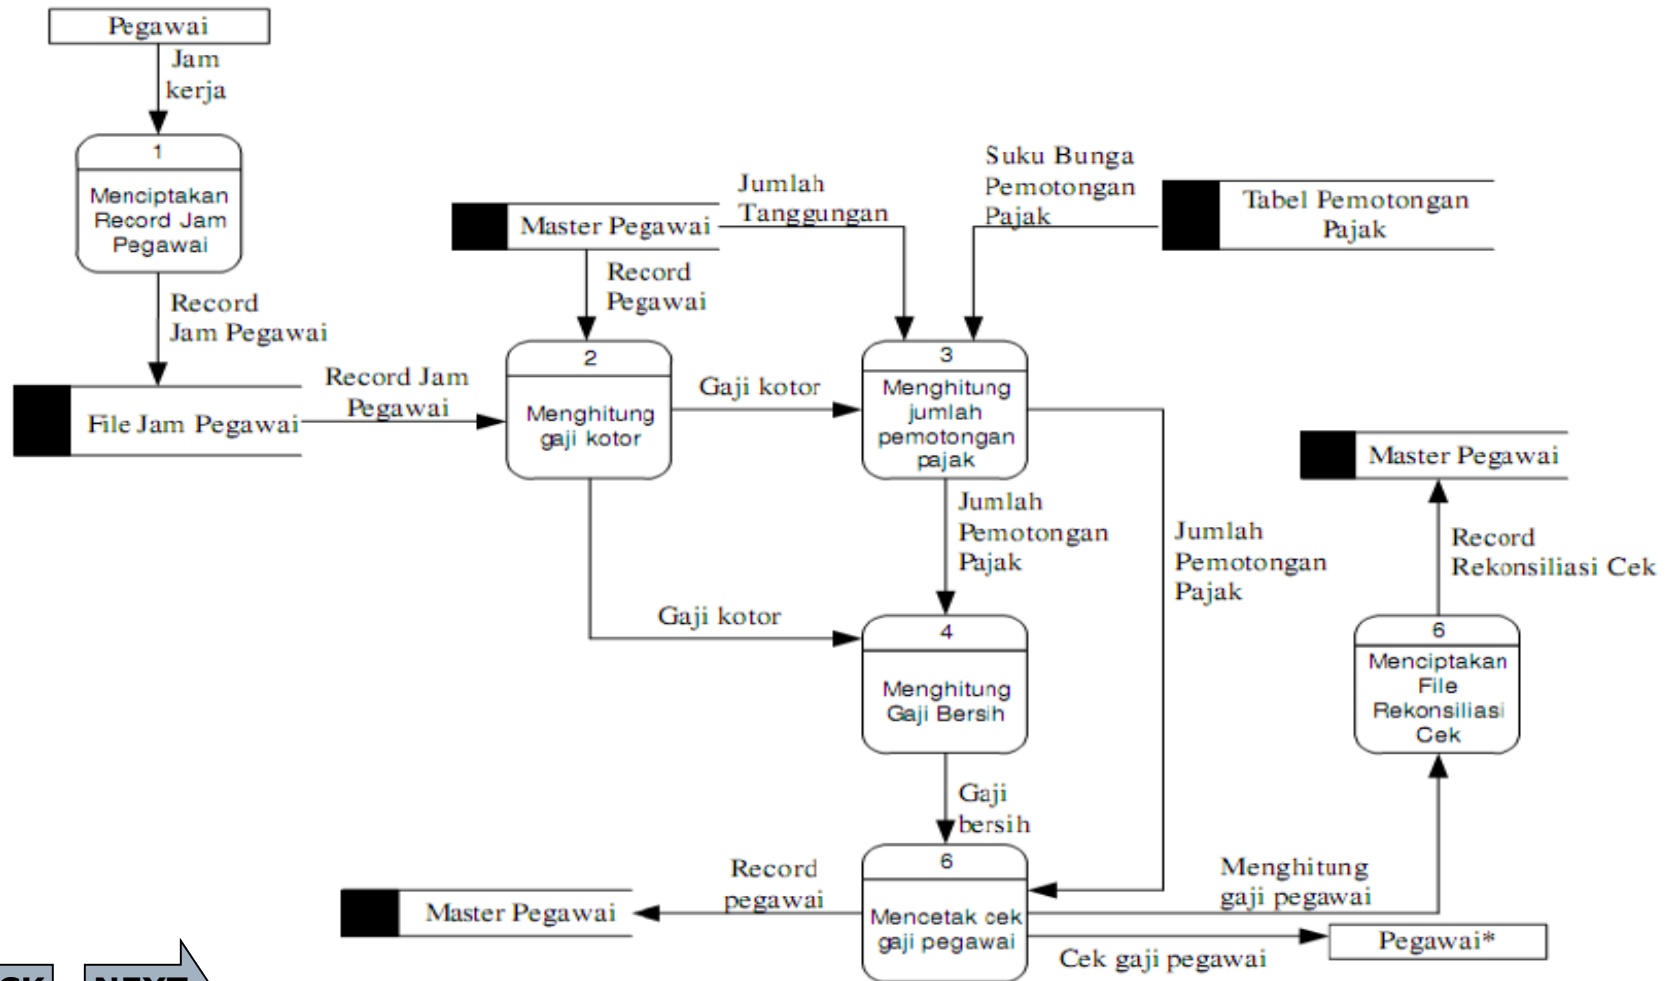 Pegawai
Jam
kerja
1
Menciptakan
Record Jam
Pegawai
Record
Jam Pegawai
File Jam Pegawai
Record Jam
Pegawai
Master Pegawai
Record
Pegawai
Jumlah
Tanggungan
Suku Bunga
Pemotongan
Pajak
Tabel Pemotongan
Pajak
2
Menghitung
gaji kotor
Gaji kotor
3
Menghitung
jumlah
pemotongan
pajak
Jumlah
Pemotongan
Pajak
Jumlah
Pemotongan
Pajak
Gaji kotor
4
Menghitung
Gaji Bersih
Gaji
bersih
6
Mencetak cek
gaji pegawai
Record
pegawai
Master Pegawai
Menghitung
gaji pegawai
Cek gaji pegawai
Pegawai*
6
Menciptakan
File
Rekonsiliasi
Cek
Record
Rekonsiliasi Cek
Master Pegawai
NEXT